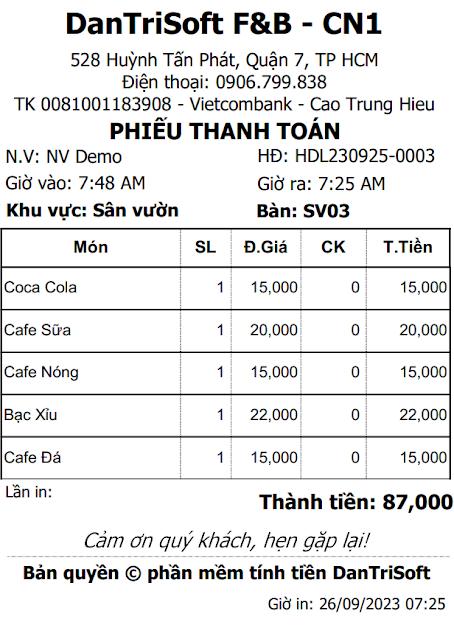 DanTriSoft F&B - CN1
528 Huỳnh Tấn Phát, Quận 7, TP HCM
Điện thoại: 0906.799.838
TK 0081001183908 - Vietcombank - Cao Trung Hieu
PHIẾU THANH TOÁN
N.V: NV Demo HĐ: HDL230925-0003
Giờ vào: 7:48 AM Giờ ra: 7:25 AM
Khu vực: Sân vườn Bàn: SV03
Món SL Đ.Giá CK T.Tiền
Coca Cola 1 15,000 0 15,000
Cafe Sữa 1 20,000 0 20,000
Cafe Nóng 1 15,000 0 15,000
Bạc Xỉu 1 22,000 0 22,000
Cafe Đá 1 15,000 0 15,000
Lần in:
Thành tiền: 87,000
Cảm ơn quý khách, hẹn gặp lại!
Bản quyền © phần mềm tính tiền DanTriSoft
Giờ in: 26/09/2023 07:25